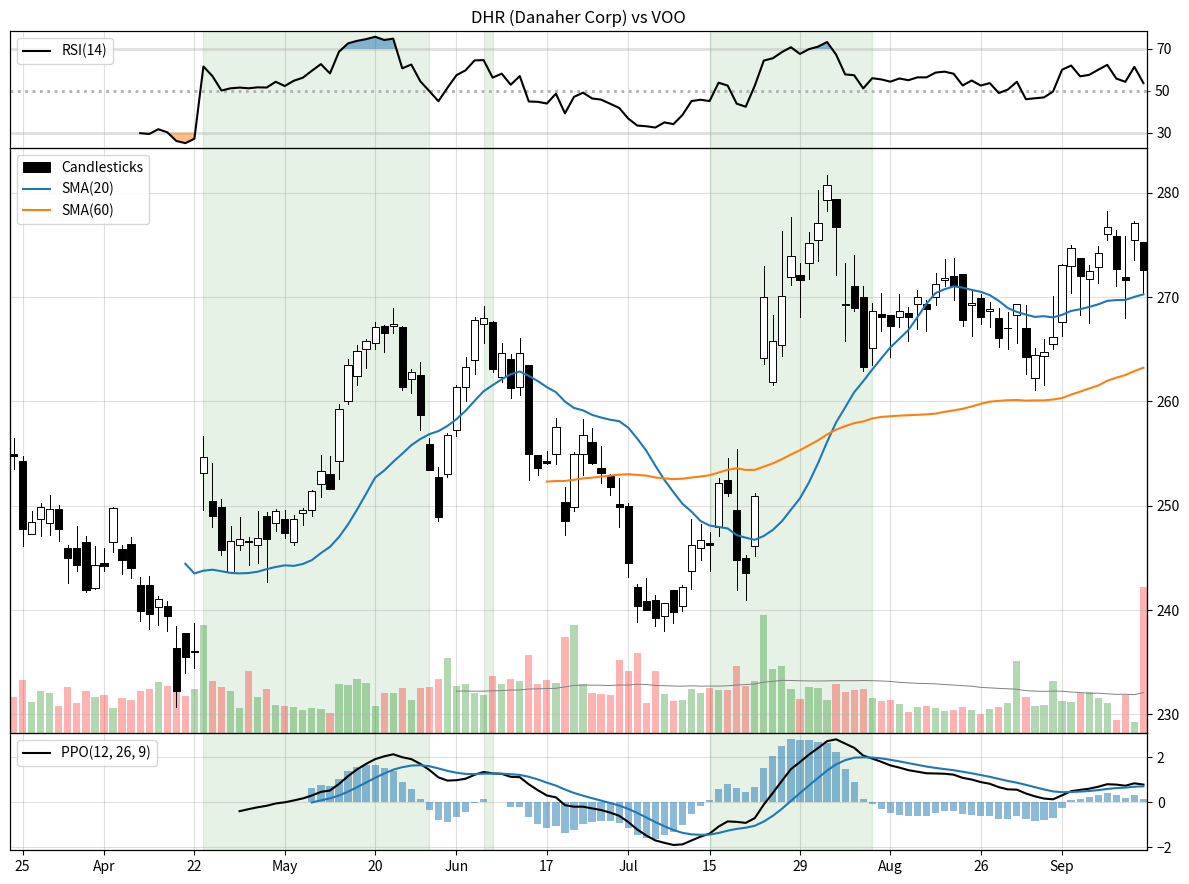 DHR (Danaher Corp) vs VOO
RSI(14)
70
50
30
Candlesticks
SMA(20)
SMA(60)
280
270
260
250
240
230
PPO(12, 26, 9)
2
0
−2
25 Apr 22 May 20 Jun 17 Jul 15 29 Aug 26 Sep